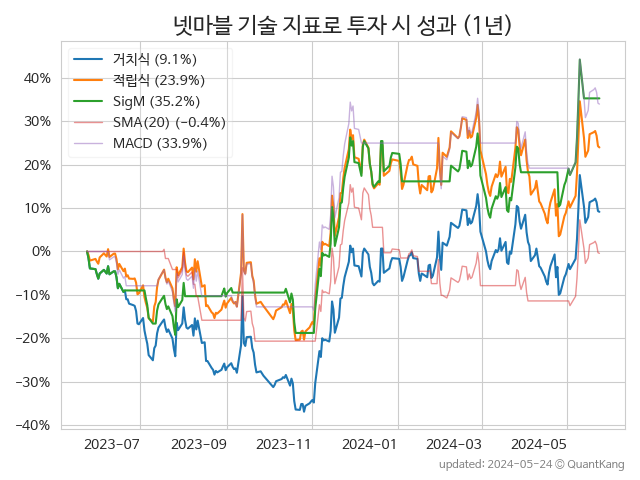 넷마블 기술 지표로 투자 시 성과 (1년)
거치식 (9.1%)
적립식 (23.9%)
SigM (35.2%)
SMA(20) (−0.4%)
MACD (33.9%)
40%
30%
20%
10%
0%
−10%
−20%
−30%
−40%
2023-07 2023-09 2023-11 2024-01 2024-03 2024-05
updated: 2024-05-24 © QuantKang